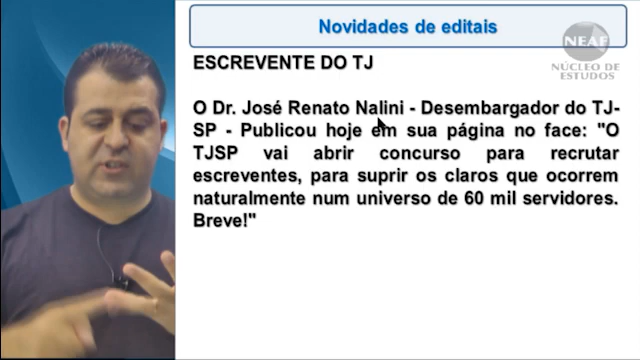 Novidades de editais
NEAF
NÚCLEO DE
ESTUDOS
ESCREVENTE DO TJ
O Dr. José Renato Nalini - Desembargador do TJ-
SP - Publicou hoje em sua página no face: "O
TJSP vai abrir concurso para recrutar
escreventes, para suprir os claros que ocorrem
naturalmente num universo de 60 mil servidores.
Breve!"